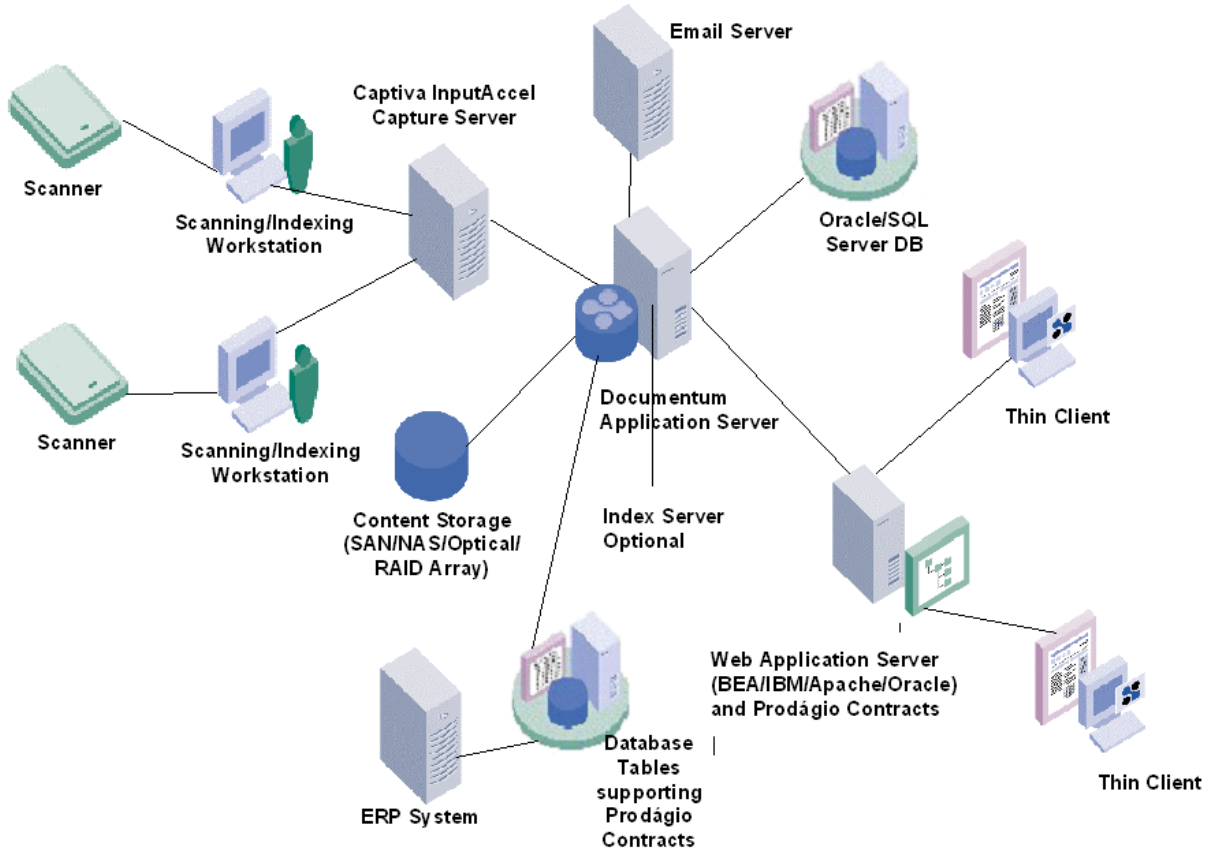 Email Server
Captiva InputAccel
Capture Server
Scanner
Scanning/Indexing
Workstation
Oracle/SQL
Server DB
Scanner
Scanning/Indexing
Workstation
Documentum
Application Server
Thin Client
Content Storage
(SAN/NAS/Optical/
RAID Array)
Index Server
Optional
Web Application Server
(BEA/IBM/Apache/Oracle)
and Prodágio Contracts
Database
Tables
supporting
Prodágio
Contracts
ERP System
Thin Client